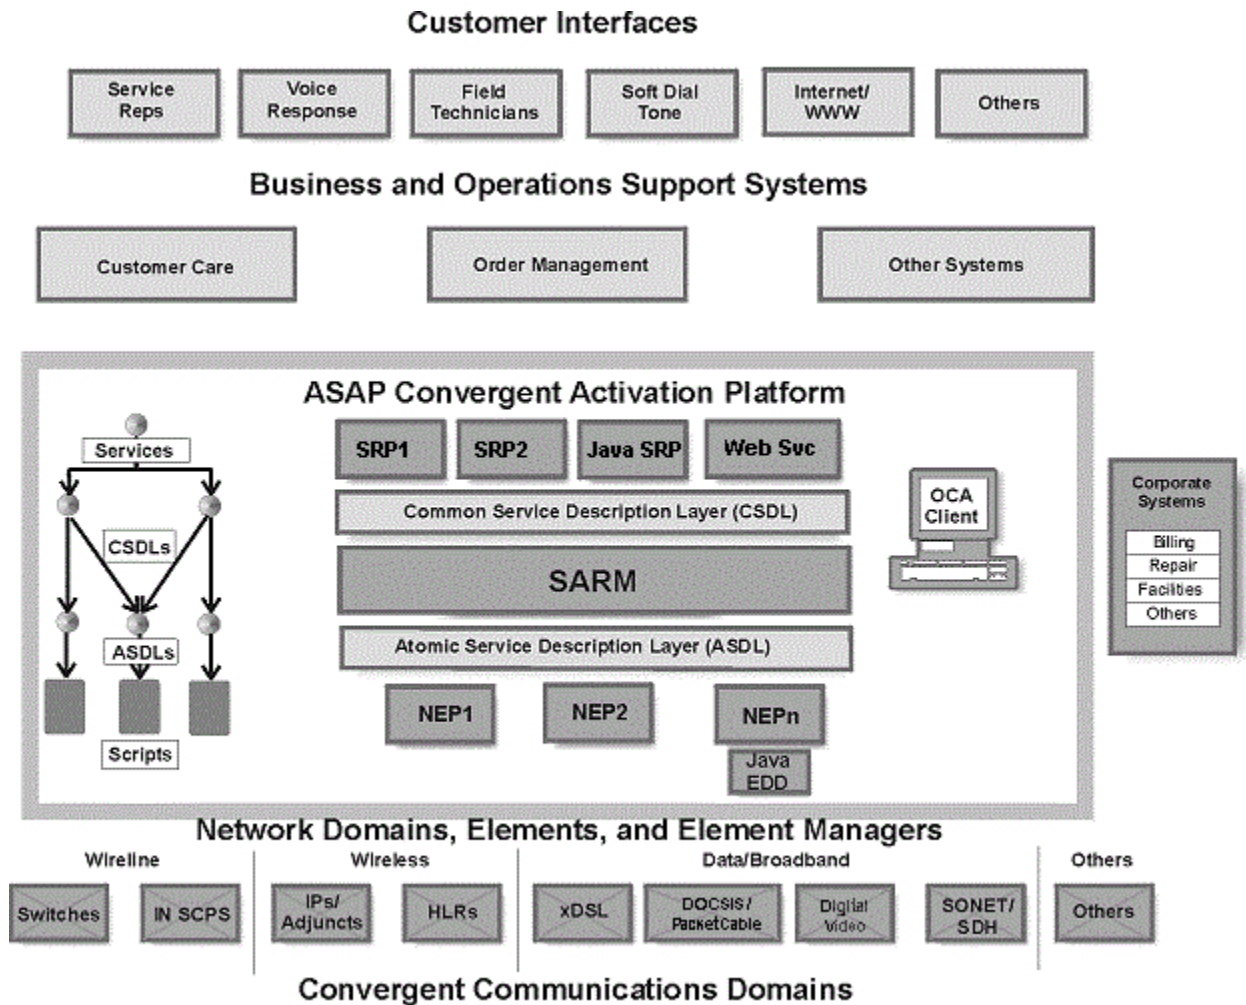 Customer Interfaces
Service
Reps
Voice
Response
Field
Technicians
Soft Dial
Tone
Internet/
WWW
Others
Business and Operations Support Systems
Customer Care
Order Management
Other Systems
ASAP Convergent Activation Platform
Services
CSDLs
ASDLs
Scripts
SRP1
SRP2
Java SRP
Web Svc
Common Service Description Layer (CSDL)
SARM
Atomic Service Description Layer (ASDL)
NEP1
NEP2
NEPn
Java
EDD
OCA
Client
Corporate
Systems
Billing
Repair
Facilities
Others
Network Domains, Elements, and Element Managers
Wireline
Wireless
Data/Broadband
Others
Switches
IN SCPS
IPs/
Adjuncts
HLRs
xDSL
DOCSIS/
PacketCable
Digital
Video
SONET/
SDH
Others
Convergent Communications Domains